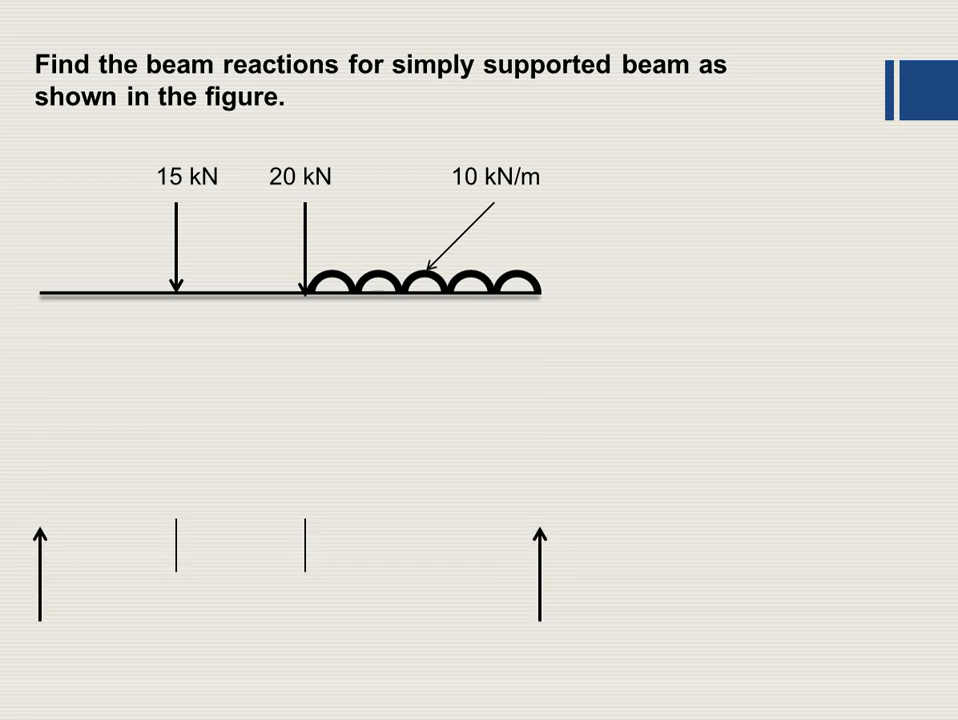 Find the beam reactions for simply supported beam as
shown in the figure.
15 kN 20 kN 10 kN/m